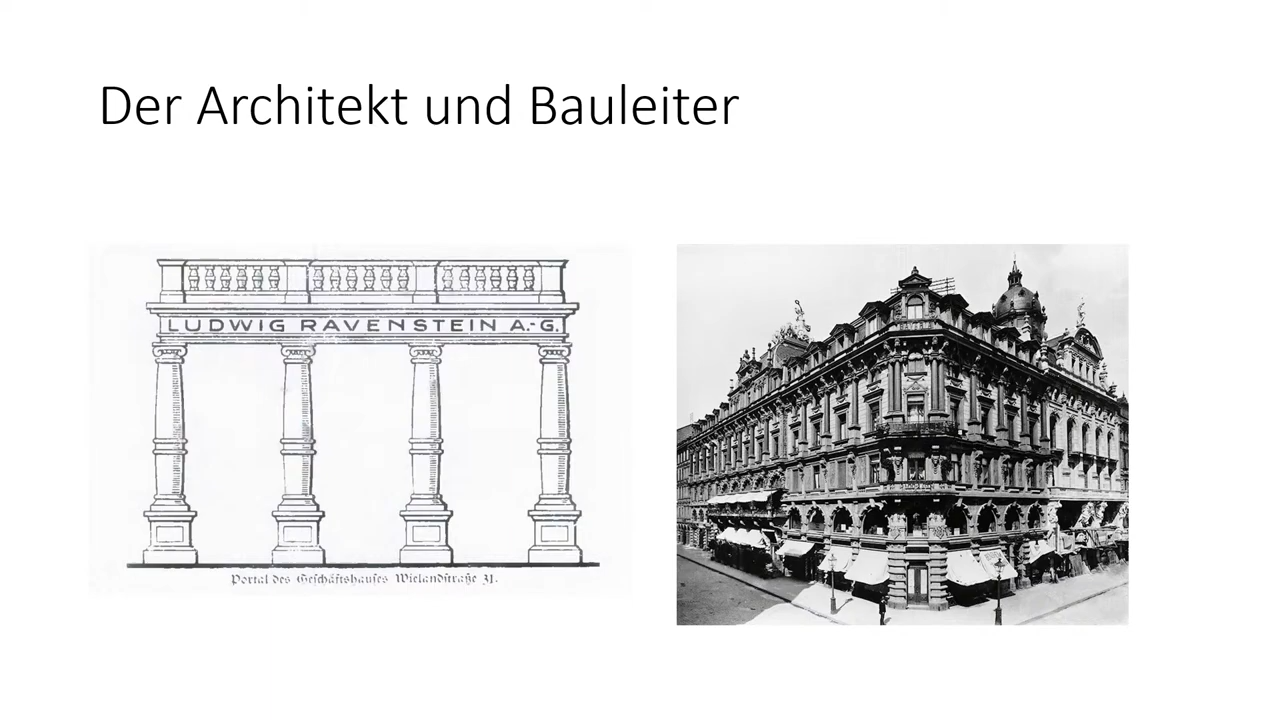 Der Architekt und Bauleiter
LUDWIG RAVENSTEIN A.-G.
Portal des Geschäftshauses Wielandstraße 31.